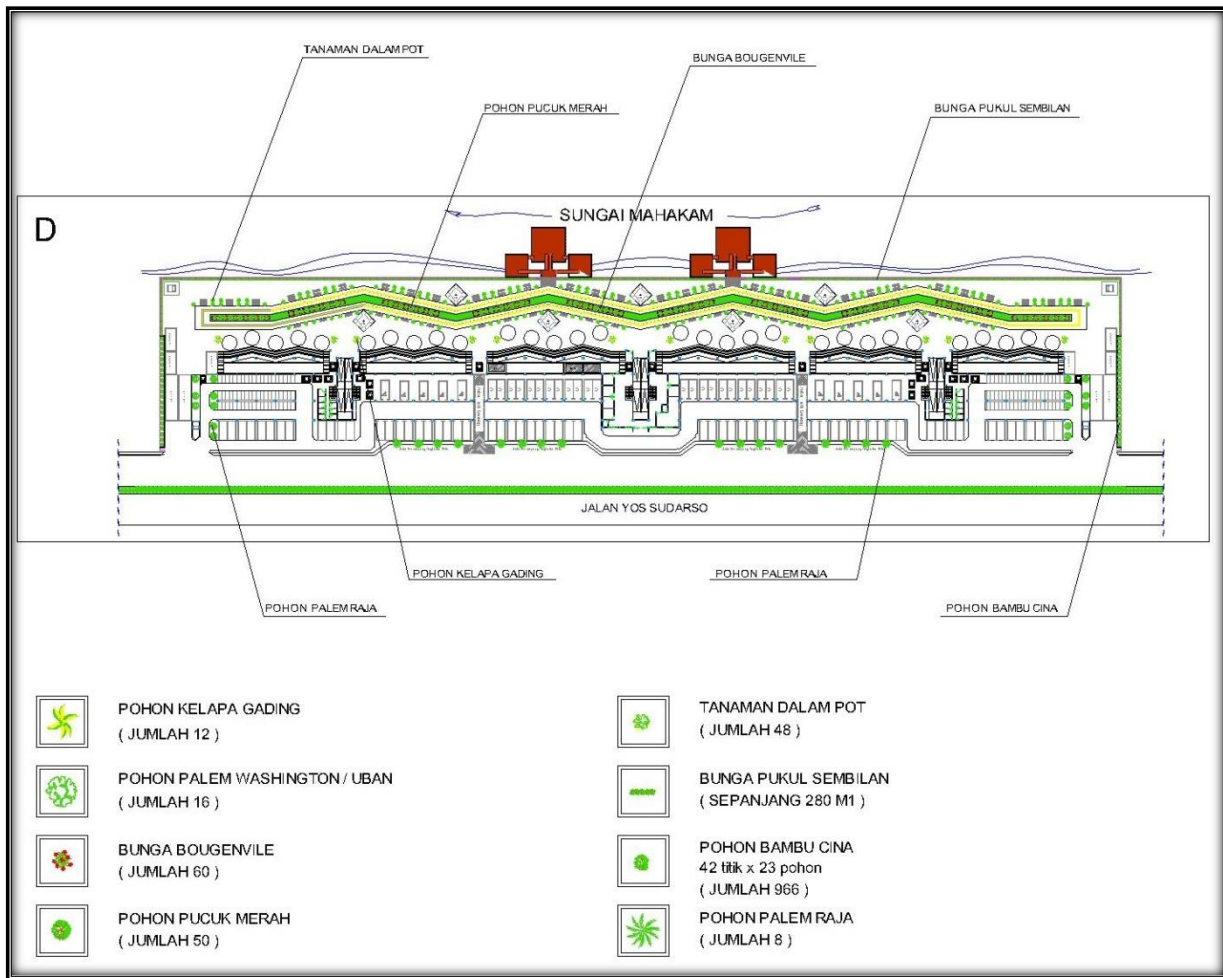 TANAMAN DALAM POT
BUNGA BOUGENVILE
POHON PUCUK MERAH
BUNGA PUKUL SEMBILAN
D
SUNGAI MAHAKAM
JALAN YOS SUDARSO
POHON KELAPA GADING
POHON PALEM RAJA
POHON PALEM RAJA
POHON BAMBU CINA
POHON KELAPA GADING
( JUMLAH 12 )
POHON PALEM WASHINGTON / UBAN
( JUMLAH 16 )
BUNGA BOUGENVILE
( JUMLAH 60 )
POHON PUCUK MERAH
( JUMLAH 50 )
TANAMAN DALAM POT
( JUMLAH 48 )
BUNGA PUKUL SEMBILAN
( SEPANJANG 280 M1 )
POHON BAMBU CINA
42 titik x 23 pohon
( JUMLAH 966 )
POHON PALEM RAJA
( JUMLAH 8 )